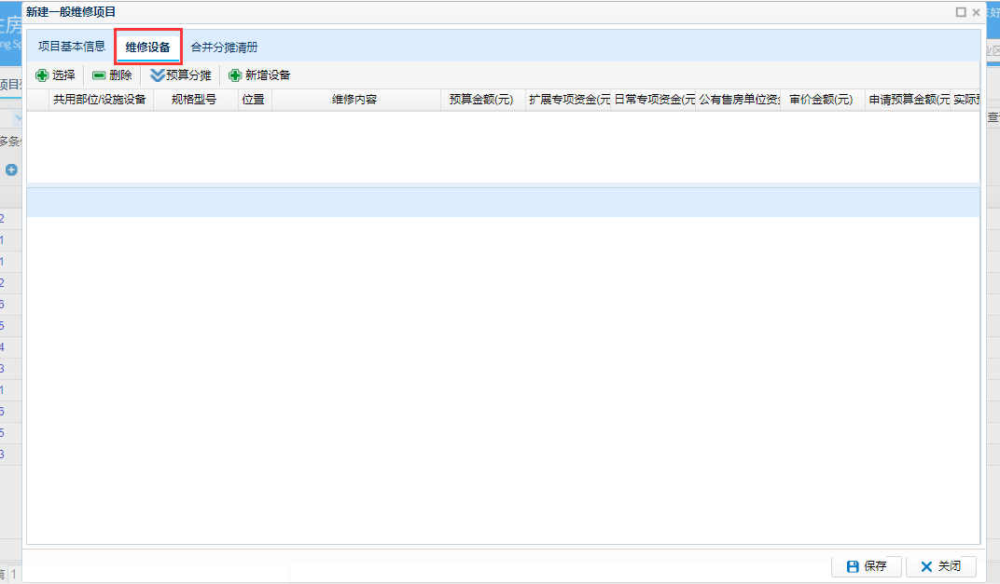 新建一般维修项目
项目基本信息 维修设备 合并分摊清册
选择 删除 预算分摊 新增设备
共用部位/设施设备 规格型号 位置 维修内容 预算金额(元) 扩展专项资金(元 日常专项资金(元 公有售房单位资金 审价金额(元) 申请预算金额(元 实际
住房
ng Sp
项目
多条
查
2
1
1
2
6
5
4
3
1
6
5
3
第 1
保存 关闭